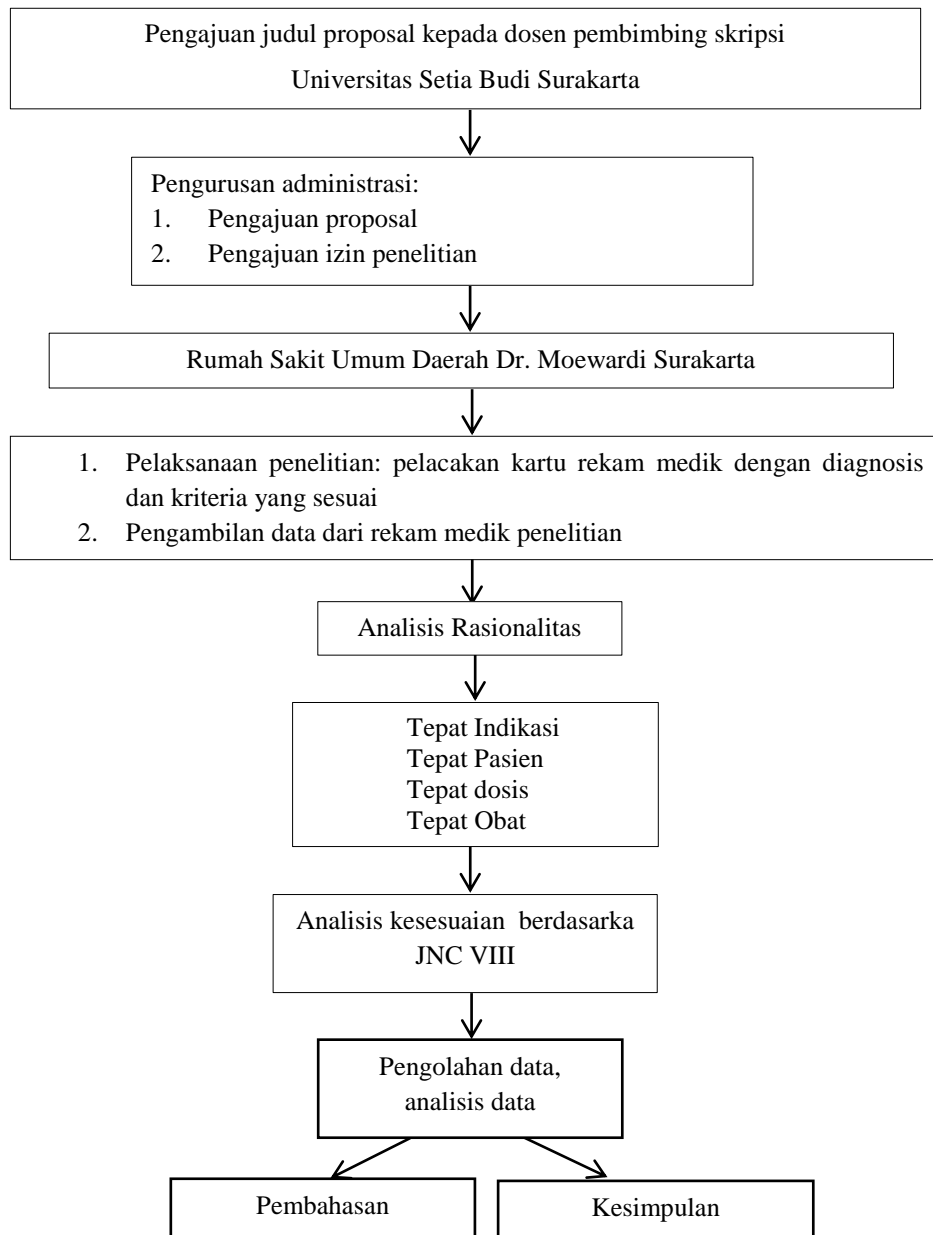 Pengajuan judul proposal kepada dosen pembimbing skripsi
Universitas Setia Budi Surakarta
Pengurusan administrasi:
1. Pengajuan proposal
2. Pengajuan izin penelitian
Rumah Sakit Umum Daerah Dr. Moewardi Surakarta
1. Pelaksanaan penelitian: pelacakan kartu rekam medik dengan diagnosis
dan kriteria yang sesuai
2. Pengambilan data dari rekam medik penelitian
Analisis Rasionalitas
Tepat Indikasi
Tepat Pasien
Tepat dosis
Tepat Obat
Analisis kesesuaian berdasarka
JNC VIII
Pengolahan data,
analisis data
Pembahasan
Kesimpulan